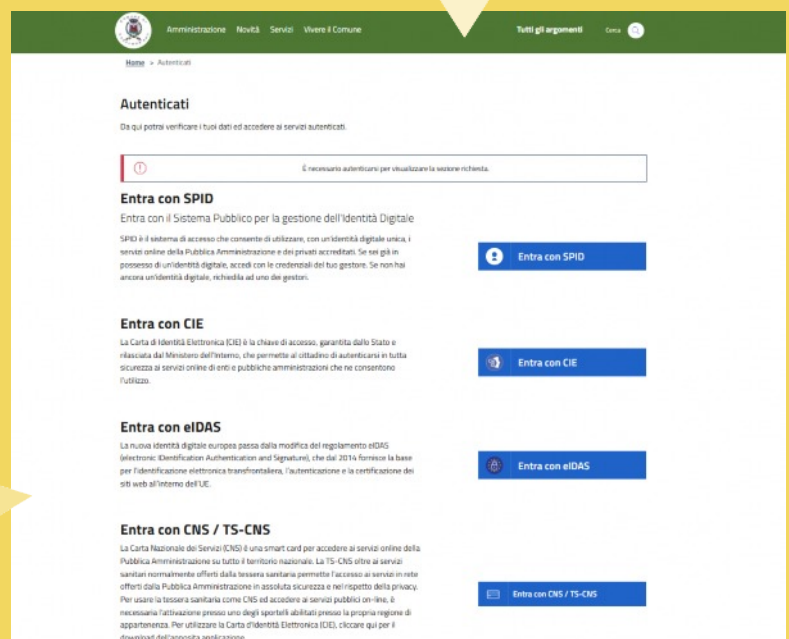 Amministrazione Novità Servizi Vivere il Comune Tutti gli argomenti Cerca
Home > Autenticati
Autenticati
Da qui potrai verificare i tuoi dati ed accedere ai servizi autenticati.
È necessario autenticarsi per visualizzare la sezione richiesta.
Entra con SPID
Entra con il Sistema Pubblico per la gestione dell'Identità Digitale
SPID è il sistema di accesso che consente di utilizzare, con un'identità digitale unica, i
servizi online della Pubblica Amministrazione e dei privati accreditati. Se sei già in
possesso di un'identità digitale, accedi con le credenziali del tuo gestore. Se non hai
ancora un'identità digitale, richiedila ad uno dei gestori.
Entra con SPID
Entra con CIE
La Carta di Identità Elettronica (CIE) è la chiave di accesso, garantita dallo Stato e
rilasciata dal Ministero dell'Interno, che permette al cittadino di autenticarsi in tutta
sicurezza ai servizi online di enti e pubbliche amministrazioni che ne consentono
l'utilizzo.
Entra con CIE
Entra con eIDAS
La nuova identità digitale europea passa dalla modifica del regolamento eIDAS
(electronic IDentification Authentication and Signature), che dal 2014 fornisce la base
per l'identificazione elettronica transfrontaliera, l'autenticazione e la certificazione dei
siti web all'interno dell'UE.
Entra con eIDAS
Entra con CNS / TS-CNS
La Carta Nazionale dei Servizi (CNS) é una smart card per accedere ai servizi online della
Pubblica Amministrazione su tutto il territorio nazionale. La TS-CNS oltre ai servizi
sanitari normalmente offerti dalla tessera sanitaria permette l'accesso ai servizi in rete
offerti dalla Pubblica Amministrazione in assoluta sicurezza e nel rispetto della privacy.
Per usare la tessera sanitaria come CNS ed accedere ai servizi pubblici on-line, è
necessaria l'attivazione presso uno degli sportelli abilitati presso la propria regione di
appartenenza. Per utilizzare la Carta d'Identità Elettronica (CIE), cliccare qui per il
download dell'apposita applicazione
Entra con CNS / TS-CNS